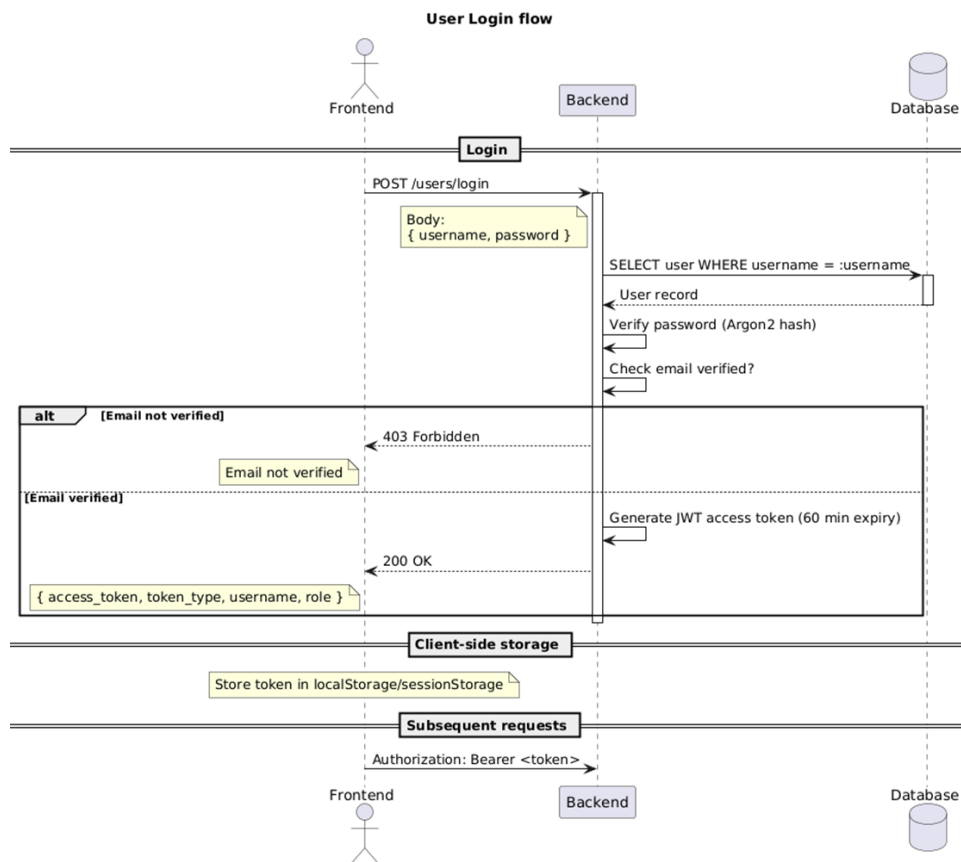 User Login flow
Frontend
Backend
Database
Login
POST /users/login
Body:
{ username, password }
SELECT user WHERE username = :username
User record
Verify password (Argon2 hash)
Check email verified?
alt [Email not verified]
403 Forbidden
Email not verified
[Email verified]
Generate JWT access token (60 min expiry)
200 OK
{ access_token, token_type, username, role }
Client-side storage
Store token in localStorage/sessionStorage
Subsequent requests
Authorization: Bearer <token>
Frontend
Backend
Database